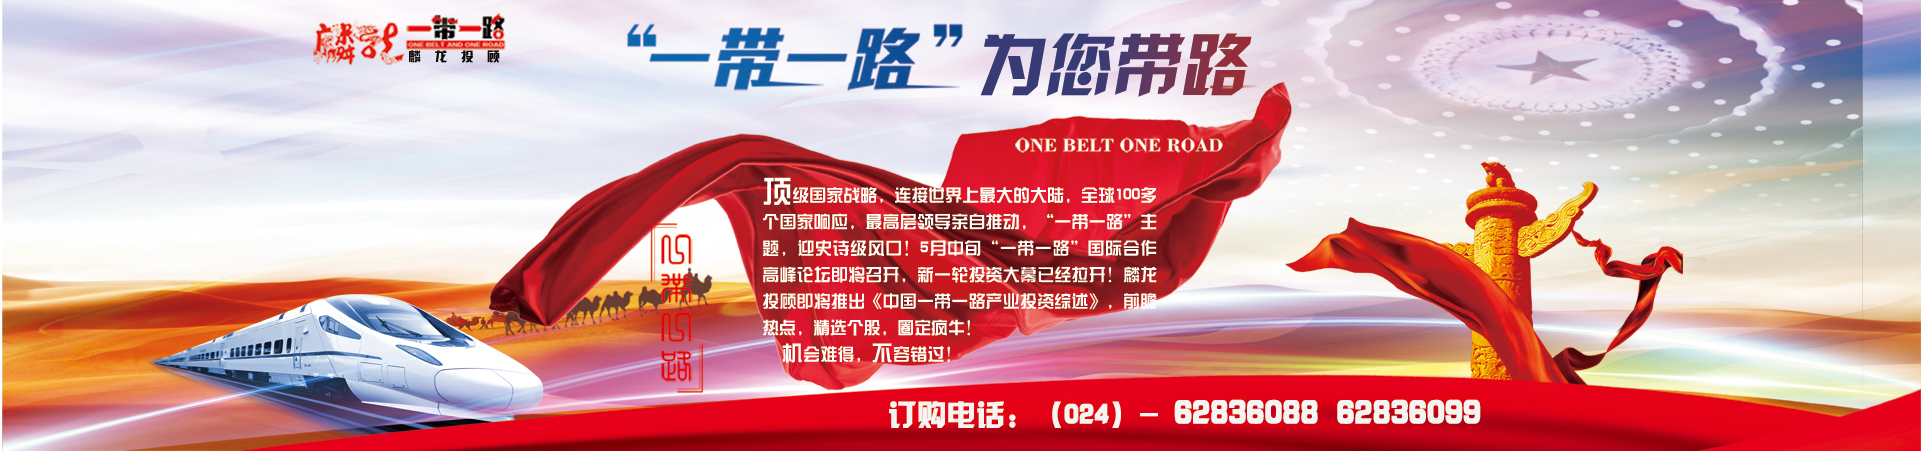 一带一路
ONE BELT AND ONE ROAD
麟龙投顾
“一带一路”为您带路
ONE BELT ONE ROAD
顶级国家战略，连接世界上最大的大陆，全球100多
个国家响应，最高层领导亲自推动，“一带一路”主
题，迎史诗级风口！5月中旬“一带一路”国际合作
高峰论坛即将召开，新一轮投资大幕已经拉开！麟龙
投顾即将推出《中国一带一路产业投资综述》，前瞻
热点，精选个股，圈定疯牛！
机会难得，不容错过！
订购电话：（024）- 62836088 62836099